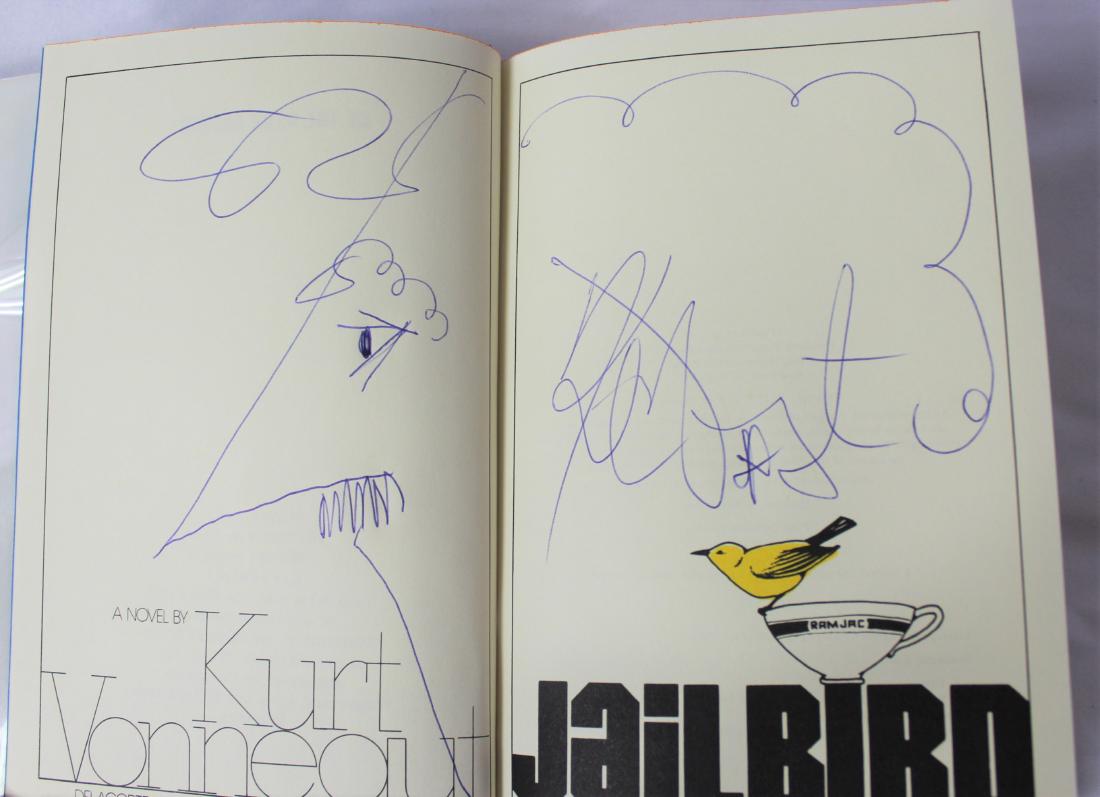 A NOVEL BY Kurt
Vonnegut
RAMJAC
JAILBIRD